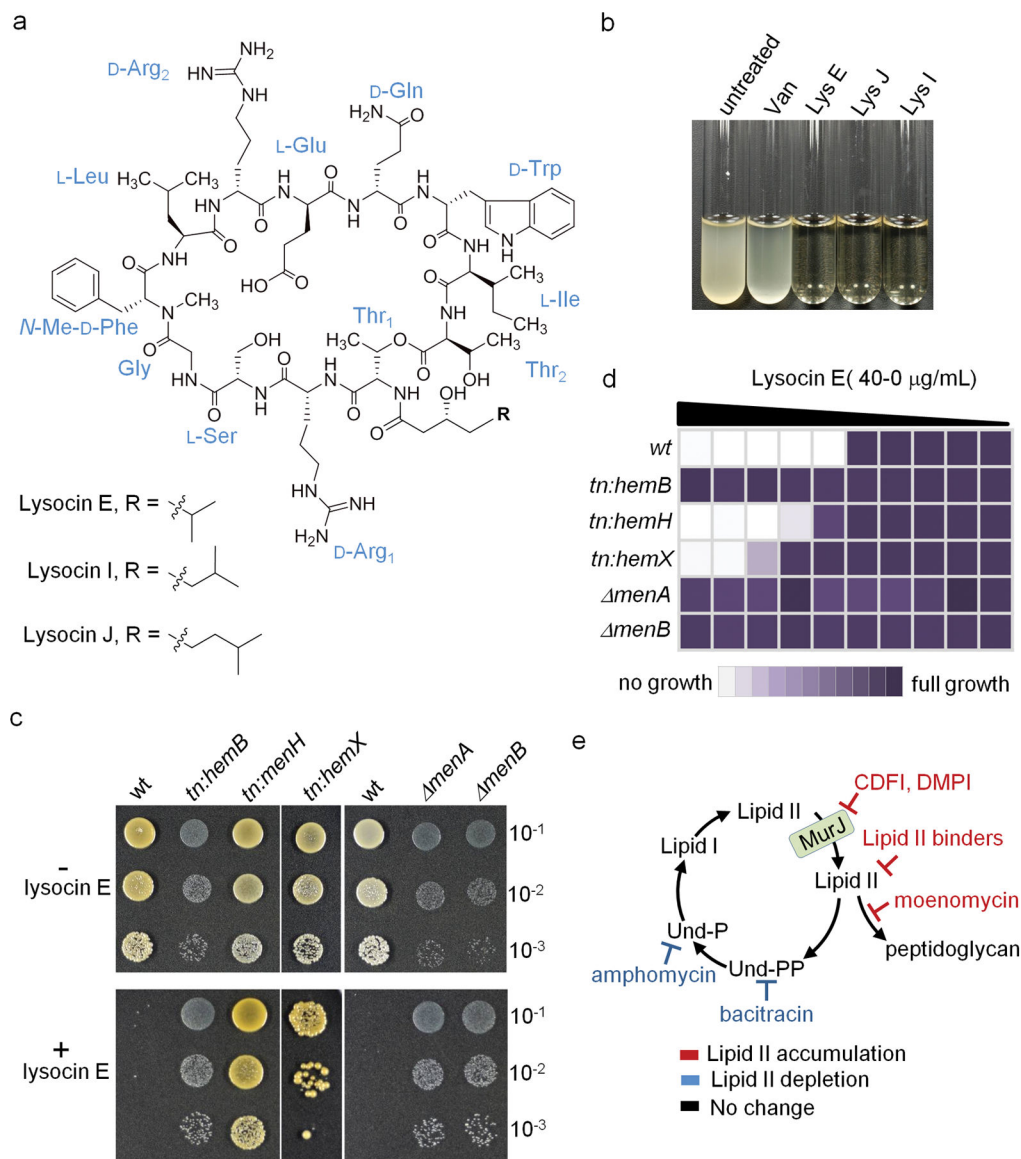 a
D-Arg2
NH2
HN=
NH
D-Gln
H2N
O
L-Glu
L-Leu
H3C
CH3
D-Trp
H
N
O
HO
O
NH
N-Me-D-Phe
N
CH3
Gly
OH
L-Ser
Thr1
H3C
O
L-Ile
CH3
Thr2
OH
R
NH
H2N
D-Arg1
Lysocin E, R =
Lysocin I, R =
Lysocin J, R =
b
untreated
Van
Lys E
Lys J
Lys I
c
wt
tn:hemB
tn:menH
tn:hemX
wt
ΔmenA
ΔmenB
-
lysocin E
10-1
10-2
10-3
+
lysocin E
10-1
10-2
10-3
d
Lysocin E( 40-0 μg/mL)
wt
tn:hemB
tn:hemH
tn:hemX
ΔmenA
ΔmenB
no growth
full growth
e
CDFI, DMPI
Lipid II
MurJ
Lipid II binders
Lipid I
Lipid II
moenomycin
Und-P
peptidoglycan
amphomycin
Und-PP
bacitracin
Lipid II accumulation
Lipid II depletion
No change